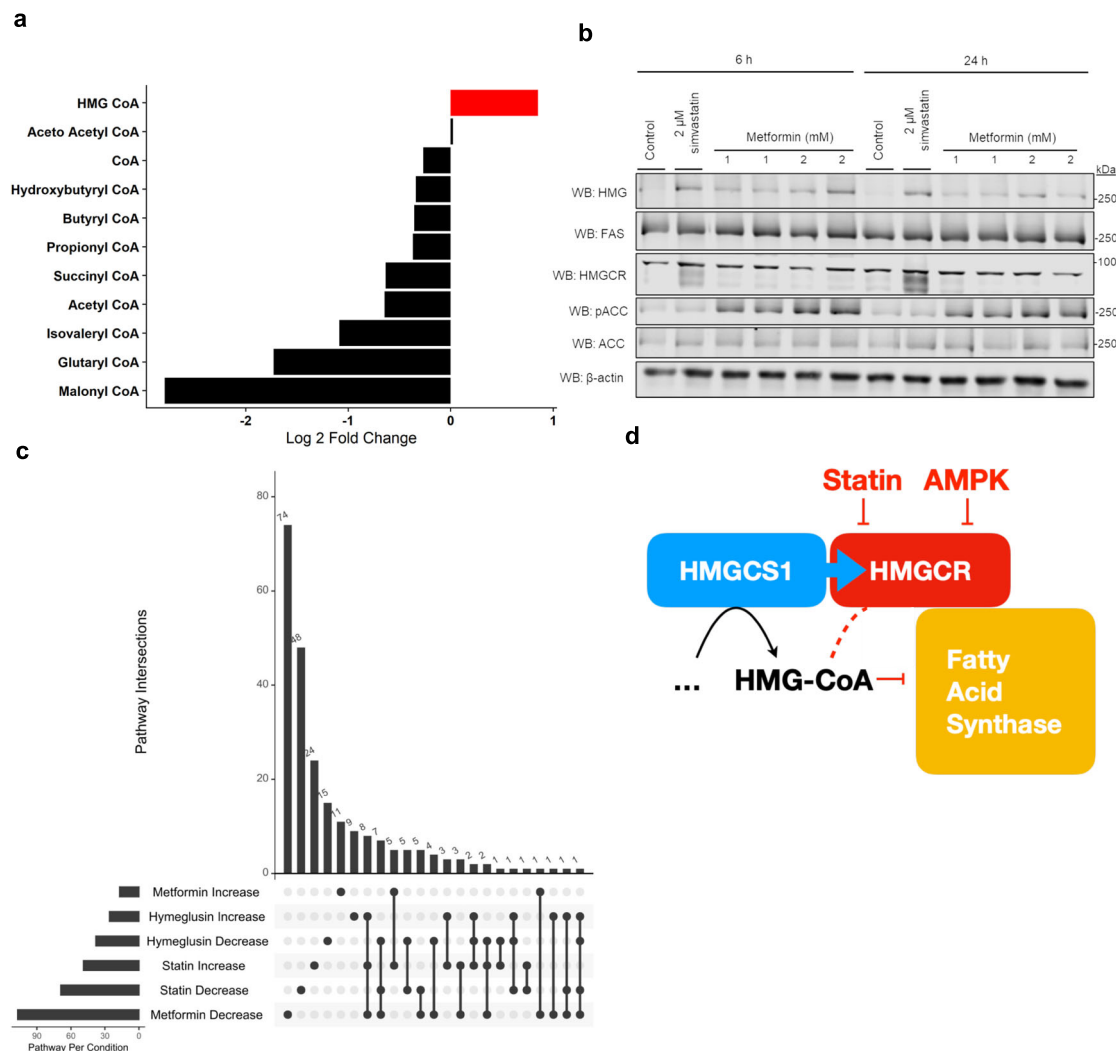 a
HMG CoA
Aceto Acetyl CoA
CoA
Hydroxybutyryl CoA
Butyryl CoA
Propionyl CoA
Succinyl CoA
Acetyl CoA
Isovaleryl CoA
Glutaryl CoA
Malonyl CoA
-2 -1 0 1
Log 2 Fold Change
b
6 h 24 h
Control 2 µM simvastatin Metformin (mM) Control 2 µM simvastatin Metformin (mM)
1 1 2 2 1 1 2 2
kDa
WB: HMG -250
WB: FAS -250
WB: HMGCR -100
WB: pACC -250
WB: ACC 250
WB: β-actin
c
Pathway Intersections
80
60
40
20
0
74 48 24 15 11 9 8 7 5 5 5 4 3 3 2 2 1 1 1 1 1 1 1
Metformin Increase
Hymeglusin Increase
Hymeglusin Decrease
Statin Increase
Statin Decrease
Metformin Decrease
90 60 30 0
Pathway Per Condition
d
Statin AMPK
HMGCS1 HMGCR
... HMG-CoA
Fatty
Acid
Synthase